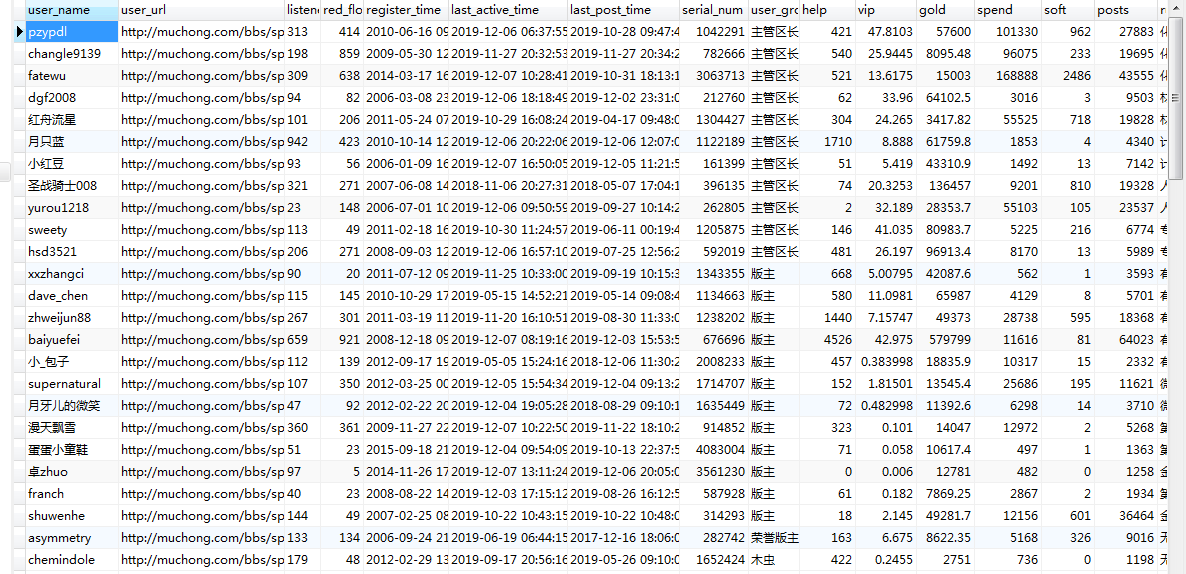 user_name user_url listene red_flo register_time last_active_time last_post_time serial_num user_gro help vip gold spend soft posts
pzypdl http://muchong.com/bbs/sp 313 414 2010-06-16 09 2019-12-06 06:37:55 2019-10-28 09:47:4 1042291 主管区长 421 47.8103 57600 101330 962 27883
changle9139 http://muchong.com/bbs/sp 198 859 2009-05-30 12 2019-11-27 20:32:53 2019-11-27 20:34:2 782666 主管区长 540 25.9445 8095.48 96075 233 19695
fatewu http://muchong.com/bbs/sp 309 638 2014-03-17 16 2019-12-07 10:28:41 2019-10-31 18:13:1 3063713 主管区长 521 13.6175 15003 168888 2486 43555
dgf2008 http://muchong.com/bbs/sp 94 82 2006-03-08 23 2019-12-06 18:18:49 2019-12-02 23:31:0 212760 主管区长 62 33.96 64102.5 3016 3 9503
红舟流星 http://muchong.com/bbs/sp 101 206 2011-05-24 07 2019-10-29 16:08:24 2019-04-17 09:48:0 1304427 主管区长 304 24.265 3417.82 55525 718 19828
月只蓝 http://muchong.com/bbs/sp 942 423 2010-10-14 12 2019-12-06 20:22:06 2019-12-06 12:07:0 1122189 主管区长 1710 8.888 61759.8 1853 4 4340
小红豆 http://muchong.com/bbs/sp 93 56 2006-01-09 16 2019-12-07 16:50:05 2019-12-05 11:21:5 161399 主管区长 51 5.419 43310.9 1492 13 7142
圣战骑士008 http://muchong.com/bbs/sp 321 271 2007-06-08 14 2018-11-06 20:27:31 2018-05-07 17:04:1 396135 主管区长 74 20.3253 136457 9201 810 19328
yurou1218 http://muchong.com/bbs/sp 23 148 2006-07-01 10 2019-12-06 09:50:59 2019-09-27 10:14:2 262805 主管区长 2 32.189 28353.7 55103 105 23537
sweety http://muchong.com/bbs/sp 113 49 2011-02-18 16 2019-10-30 11:24:57 2019-06-11 00:19:4 1205875 主管区长 146 41.035 80983.7 5225 216 6774
hsd3521 http://muchong.com/bbs/sp 206 271 2008-09-03 12 2019-12-06 16:57:10 2019-07-25 12:56:2 592019 主管区长 481 26.197 96913.4 8170 13 5989
xxzhangci http://muchong.com/bbs/sp 90 20 2011-07-12 09 2019-11-25 10:33:00 2019-09-19 10:15:3 1343355 版主 668 5.00795 42087.6 562 1 3593
dave_chen http://muchong.com/bbs/sp 115 145 2010-10-29 17 2019-05-15 14:52:21 2019-05-14 09:08:4 1134663 版主 580 11.0981 65987 4129 8 5701
zhweijun88 http://muchong.com/bbs/sp 267 301 2011-03-19 11 2019-11-20 16:10:51 2019-08-30 11:33:0 1238202 版主 1440 7.15747 49373 28738 595 18368
baiyuefei http://muchong.com/bbs/sp 659 921 2008-12-18 09 2019-12-07 08:19:16 2019-12-03 15:53:5 676696 版主 4526 42.975 579799 11616 81 64023
小_包子 http://muchong.com/bbs/sp 112 139 2012-09-17 19 2019-05-05 15:24:16 2018-12-06 11:30:2 2008233 版主 457 0.383998 18835.9 10317 15 2332
supernatural http://muchong.com/bbs/sp 107 350 2012-03-25 00 2019-12-05 15:54:34 2019-12-04 09:13:2 1714707 版主 152 1.81501 13545.4 25686 195 11621
月牙儿的微笑 http://muchong.com/bbs/sp 47 92 2012-02-22 20 2019-12-04 19:05:28 2018-08-29 09:10:1 1635449 版主 72 0.482998 11392.6 6298 14 3710
漫天飘雪 http://muchong.com/bbs/sp 360 361 2009-11-27 22 2019-12-07 10:22:50 2019-11-22 18:10:2 914852 版主 323 0.101 14047 12972 2 5268
蛋蛋小童鞋 http://muchong.com/bbs/sp 51 23 2015-09-18 21 2019-12-04 09:54:09 2019-10-13 22:37:5 4083004 版主 71 0.058 10617.4 497 1 1363
卓zhuo http://muchong.com/bbs/sp 97 5 2014-11-26 17 2019-12-07 13:11:24 2019-12-06 20:05:0 3561230 版主 0 0.006 12781 482 0 1258
franch http://muchong.com/bbs/sp 40 23 2008-08-22 14 2019-12-03 17:15:12 2019-08-26 16:12:5 587928 版主 61 0.182 7869.25 2867 2 1934
shuwenhe http://muchong.com/bbs/sp 144 49 2007-02-25 08 2019-10-22 10:43:15 2019-10-22 10:48:0 314293 版主 18 2.145 49281.7 12156 601 36464
asymmetry http://muchong.com/bbs/sp 133 134 2006-09-24 21 2019-06-19 06:44:15 2017-12-16 18:06:0 282742 荣誉版主 163 6.675 8622.35 5168 326 9016
chemindole http://muchong.com/bbs/sp 179 48 2012-02-29 13 2019-09-17 20:56:16 2019-05-26 09:10:0 1652424 木虫 422 0.2455 2751 736 0 1198